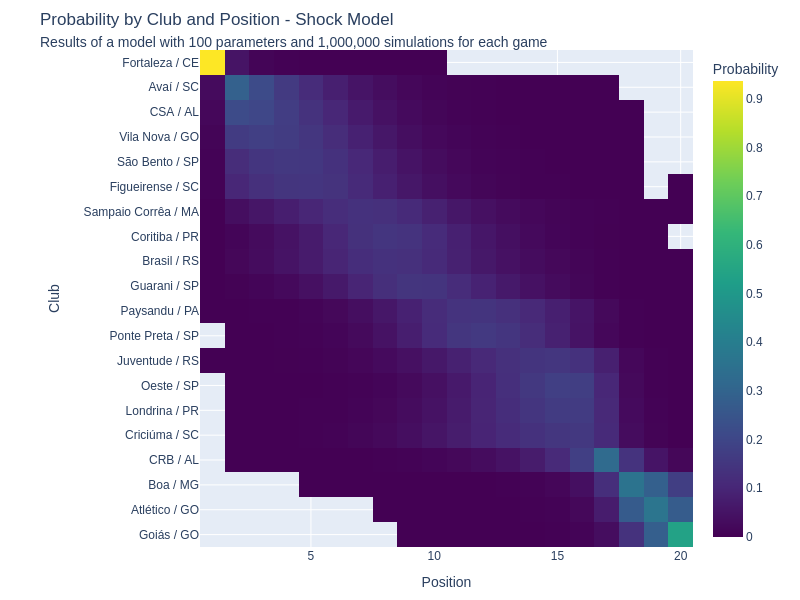 Probability by Club and Position - Shock Model
Results of a model with 100 parameters and 1,000,000 simulations for each game
Probability
Fortaleza / CE
Avaí / SC
CSA / AL
Vila Nova / GO
São Bento / SP
Figueirense / SC
Sampaio Corrêa / MA
Coritiba / PR
Brasil / RS
Guarani / SP
Paysandu / PA
Ponte Preta / SP
Juventude / RS
Oeste / SP
Londrina / PR
Criciúma / SC
CRB / AL
Boa / MG
Atlético / GO
Goiás / GO
Club
5
10
15
20
Position
0.9
0.8
0.7
0.6
0.5
0.4
0.3
0.2
0.1
0